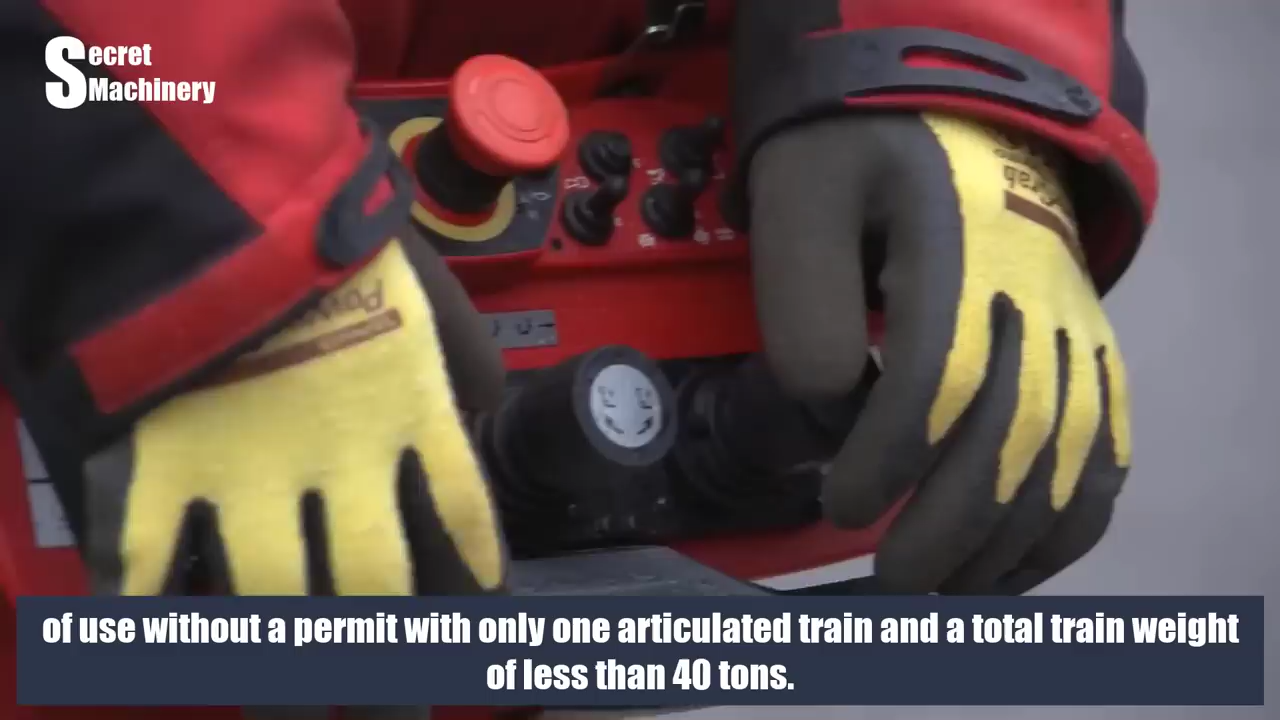 Secret
Machinery
of use without a permit with only one articulated train and a total train weight
of less than 40 tons.